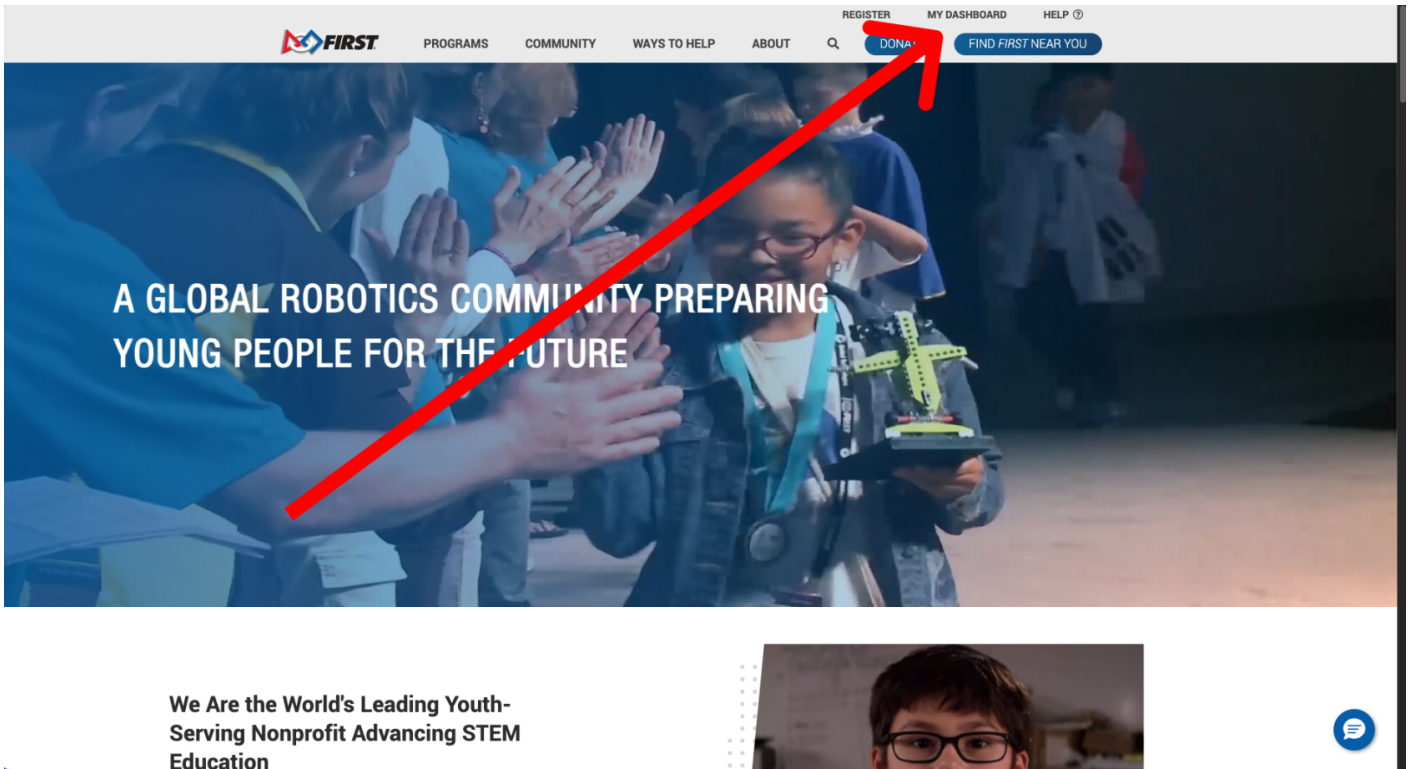 REGISTER MY DASHBOARD HELP
FIRST PROGRAMS COMMUNITY WAYS TO HELP ABOUT FIND FIRST NEAR YOU
A GLOBAL ROBOTICS COMMUNITY PREPARING
YOUNG PEOPLE FOR THE FUTURE
We Are the World's Leading Youth-
Serving Nonprofit Advancing STEM
Education